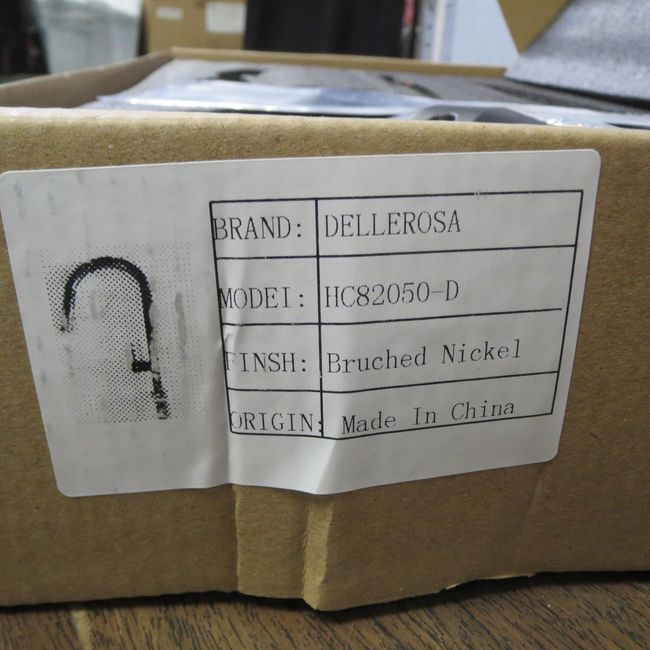 BRAND: DELLEROSA
MODEI: HC82050-D
FINSH: Bruched Nickel
ORIGIN: Made In China